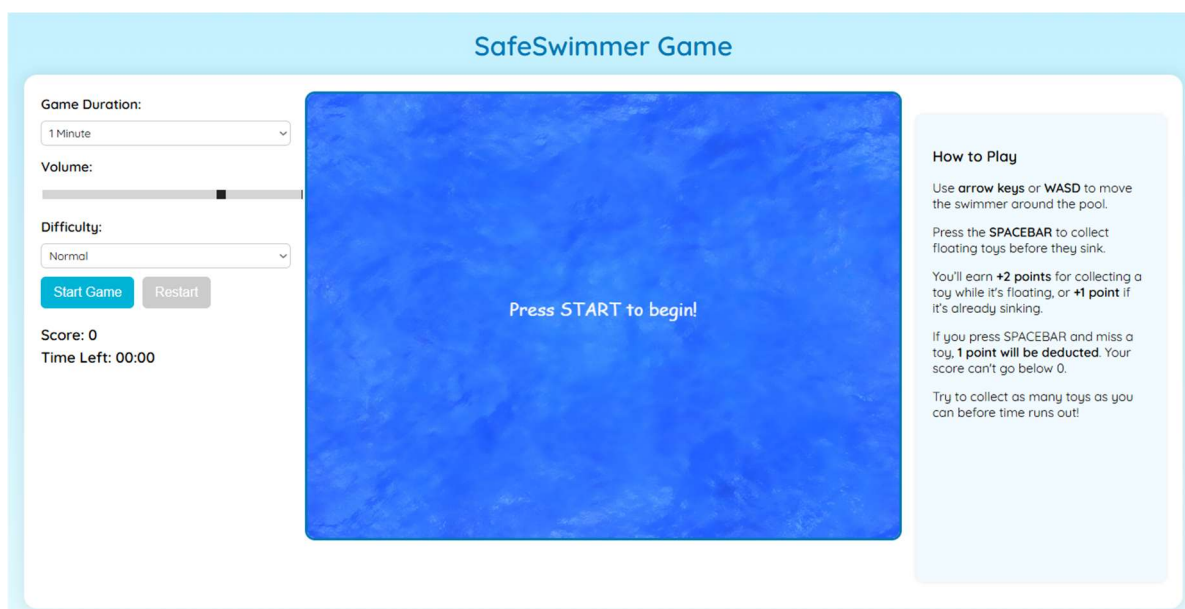 SafeSwimmer Game
Game Duration:
1 Minute
Volume:
Difficulty:
Normal
Start Game
Restart
Score: 0
Time Left: 00:00
Press START to begin!
How to Play
Use arrow keys or WASD to move
the swimmer around the pool.
Press the SPACEBAR to collect
floating toys before they sink.
You'll earn +2 points for collecting a
toy while it's floating, or +1 point if
it's already sinking.
If you press SPACEBAR and miss a
toy, 1 point will be deducted. Your
score can't go below 0.
Try to collect as many toys as you
can before time runs out!